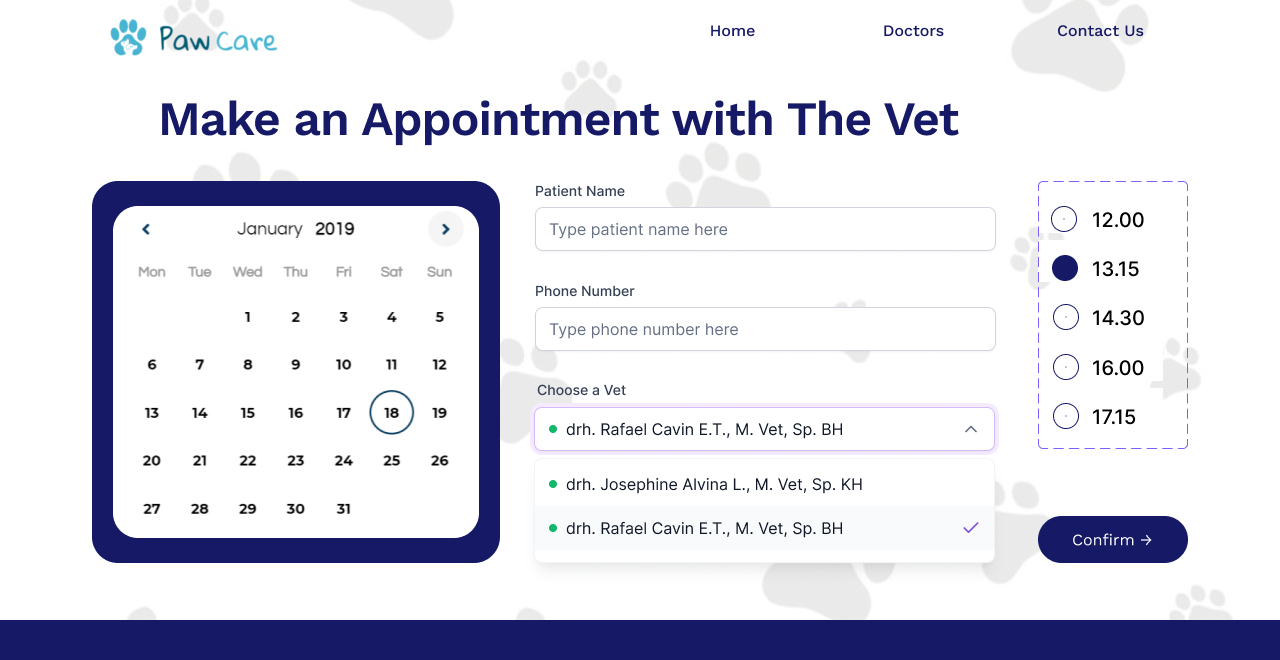 Paw Care
Home
Doctors
Contact Us
Make an Appointment with The Vet
January 2019
Mon Tue Wed Thu Fri Sat Sun
1 2 3 4 5
6 7 8 9 10 11 12
13 14 15 16 17 18 19
20 21 22 23 24 25 26
27 28 29 30 31
Patient Name
Type patient name here
Phone Number
Type phone number here
Choose a Vet
drh. Rafael Cavin E.T., M. Vet, Sp. BH
drh. Josephine Alvina L., M. Vet, Sp. KH
drh. Rafael Cavin E.T., M. Vet, Sp. BH
12.00
13.15
14.30
16.00
17.15
Confirm →